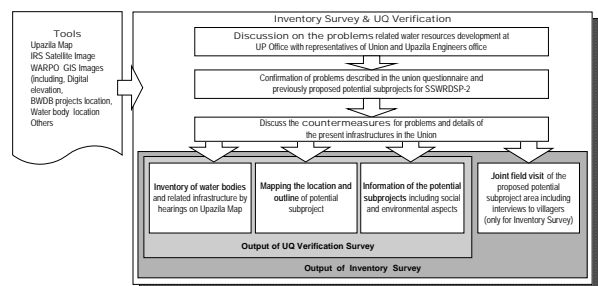 Inventory Survey & UQ Verification
Tools
Upazila Map
IRS Satellite Image
WARPO GIS Images
(including, Digital
elevation,
BWDB projects location,
Water body location
Others
Discussion on the problems related water resources development at
UP Office with representatives of Union and Upazila Engineers office
Confirmation of problems described in the union questionnaire and
previously proposed potential subprojects for SSWRDSP-2
Discuss the countermeasures for problems and details of
the present infrastructures in the Union
Inventory of water bodies
and related infrastructure by
hearings on Upazila Map
Mapping the location and
outline of potential
subproject
Information of the potential
subprojects including social
and environmental aspects
Joint field visit of the
proposed potential
subproject area including
interviews to villagers
(only for Inventory Survey)
Output of UQ Verification Survey
Output of Inventory Survey